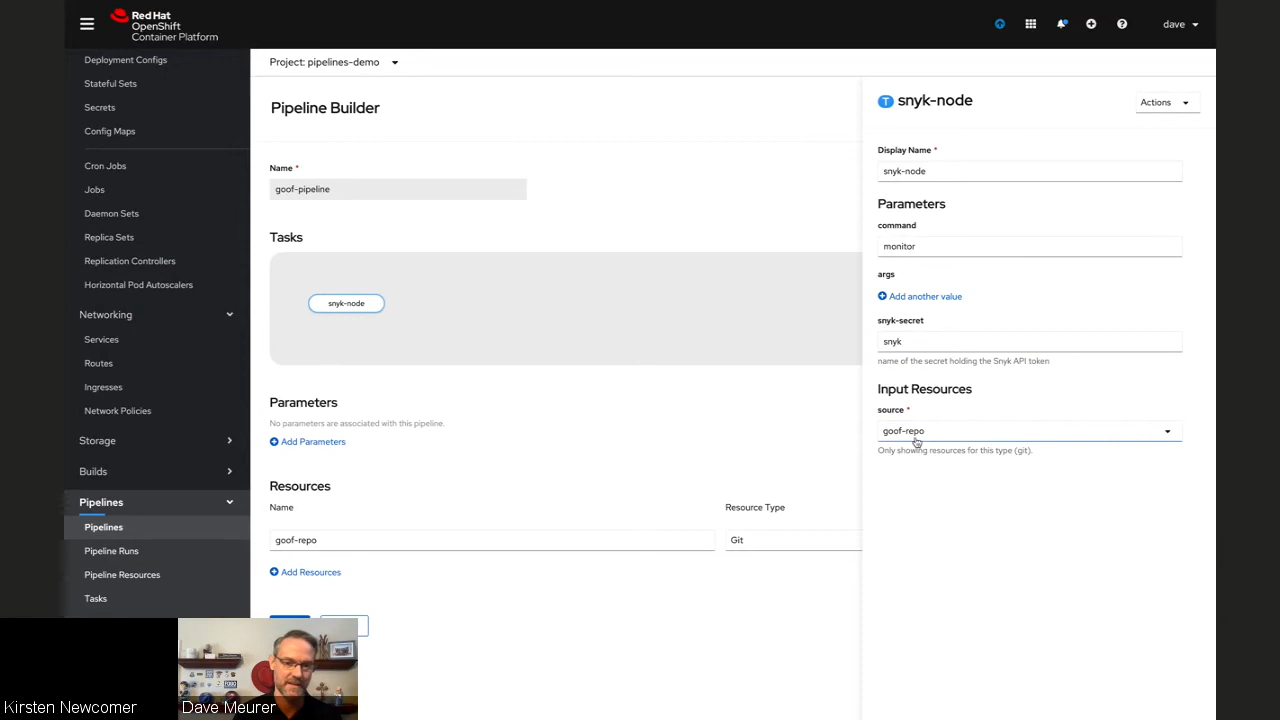 Red Hat
OpenShift
Container Platform
dave
Deployment Configs
Stateful Sets
Secrets
Config Maps
Cron Jobs
Jobs
Daemon Sets
Replica Sets
Replication Controllers
Horizontal Pod Autoscalers
Networking
Services
Routes
Ingresses
Network Policies
Storage
Builds
Pipelines
Pipelines
Pipeline Runs
Pipeline Resources
Tasks
Project: pipelines-demo
Pipeline Builder
Name *
goof-pipeline
Tasks
snyk-node
Parameters
No parameters are associated with this pipeline.
Add Parameters
Resources
Name
Resource Type
goof-repo
Git
Add Resources
T snyk-node
Actions
Display Name *
snyk-node
Parameters
command
monitor
args
Add another value
snyk-secret
snyk
name of the secret holding the Snyk API token
Input Resources
source *
goof-repo
Only showing resources for this type (git).
Kirsten Newcomer
Dave Meurer